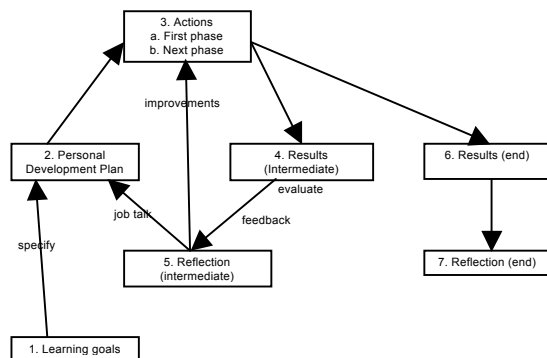 3. Actions
a. First phase
b. Next phase
improvements
2. Personal
Development Plan
4. Results
(Intermediate)
6. Results (end)
evaluate
job talk
feedback
specify
5. Reflection
(intermediate)
7. Reflection (end)
1. Learning goals